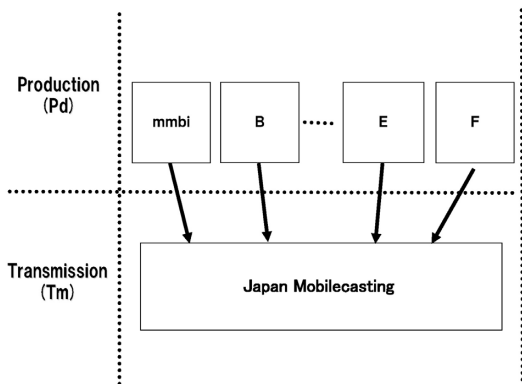 Production
(Pd)
mmbi
B
.....
E
F
Transmission
(Tm)
Japan Mobilecasting